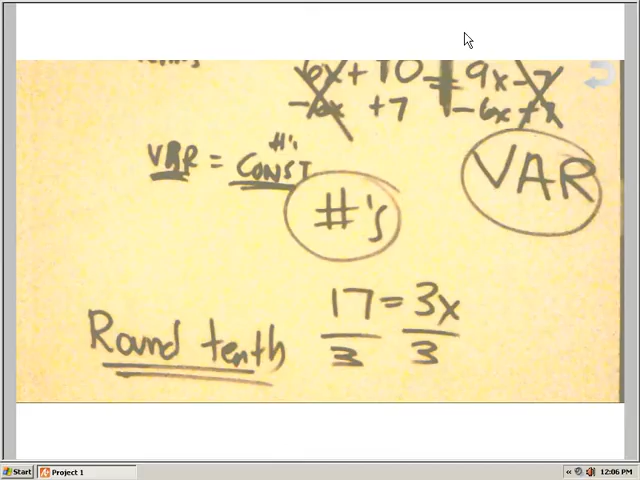 6x + 10 = 9x - 7
-6x + 7 - 6x + 7
#'s
VAR = CONST
VAR
#'s
17 = 3x
Round tenth
3 3
Start
Project 1
12:06 PM